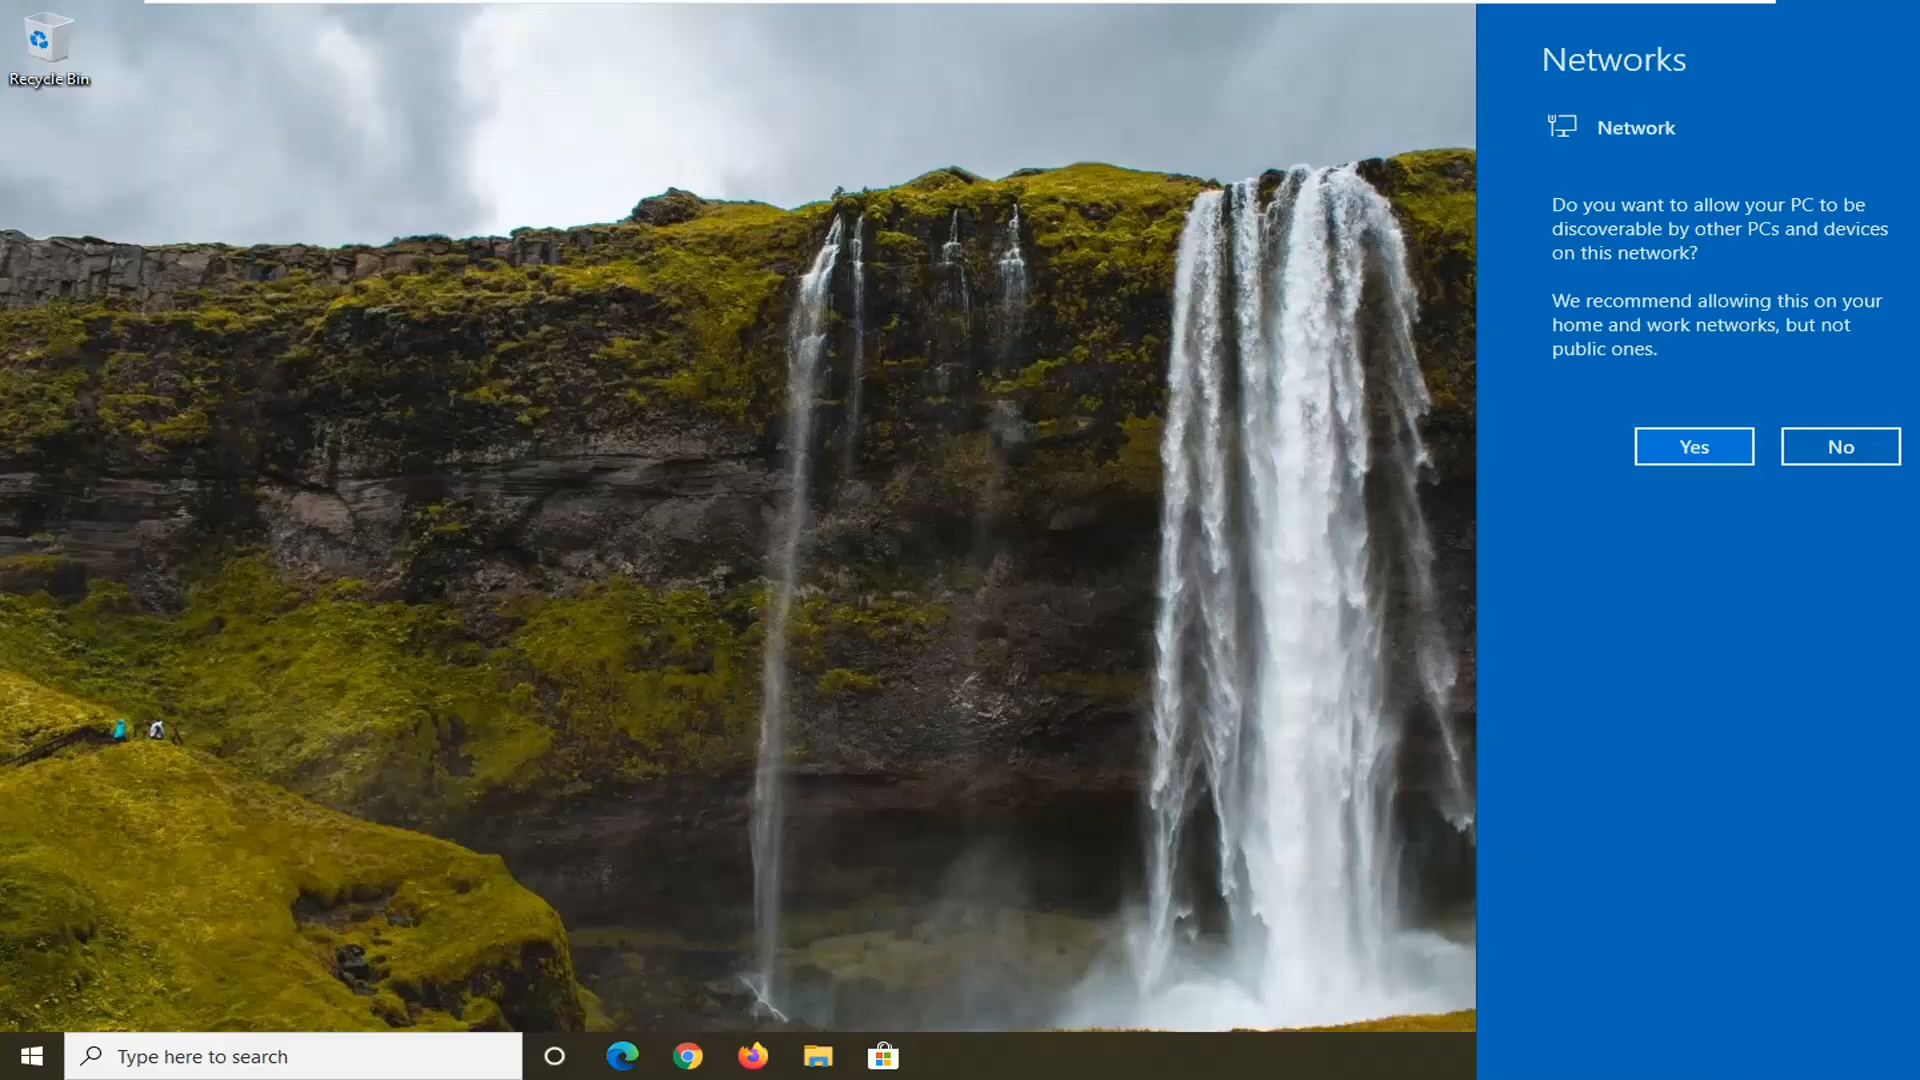 Recycle Bin
Networks
Network
Do you want to allow your PC to be
discoverable by other PCs and devices
on this network?
We recommend allowing this on your
home and work networks, but not
public ones.
Yes
No
Type here to search